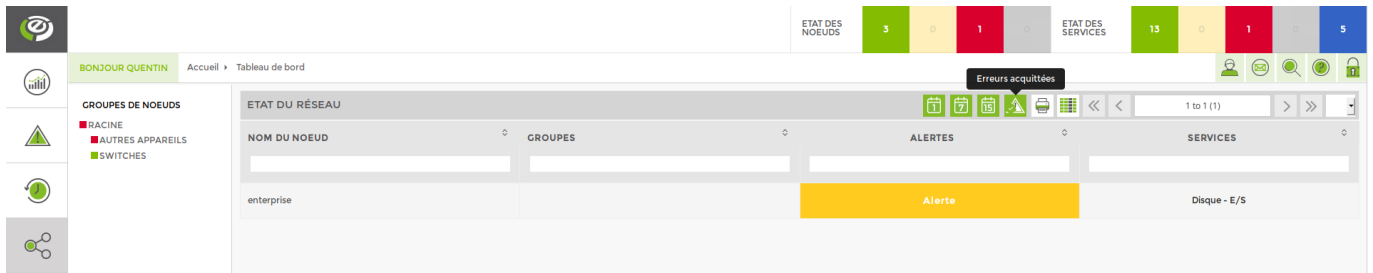 ETAT DES NOEUDS
3
0
1
0
ETAT DES SERVICES
13
0
1
0
5
BONJOUR QUENTIN
Accueil
Tableau de bord
Erreurs acquittées
GROUPES DE NOEUDS
RACINE
AUTRES APPAREILS
SWITCHES
ETAT DU RÉSEAU
1
7
15
1 to 1 (1)
NOM DU NOEUD
GROUPES
ALERTES
SERVICES
enterprise
Alerte
Disque - E/S